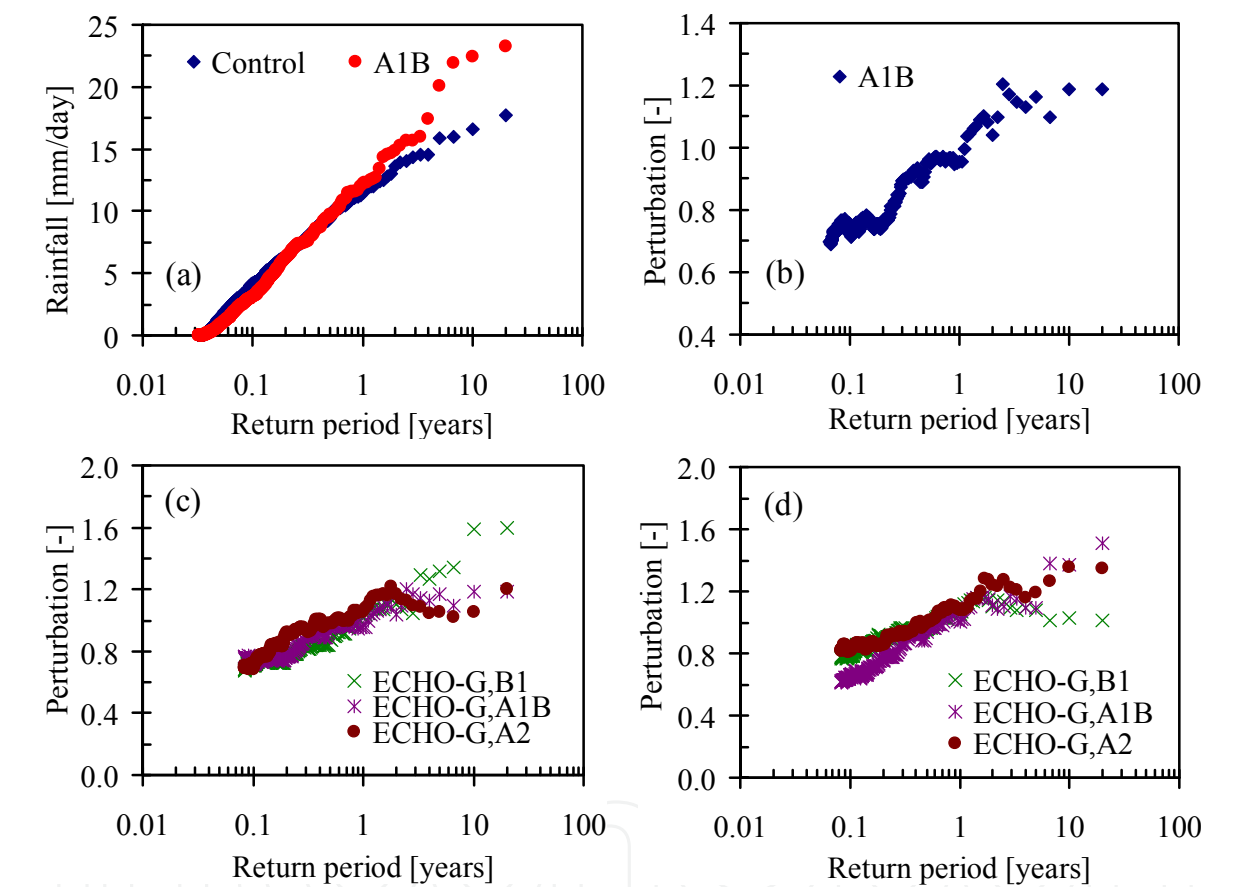 25
20
15
10
5
0
Rainfall [mm/day]
Control
A1B
(a)
0.01 0.1 1 10 100
Return period [years]
1.4
1.2
1.0
0.8
0.6
0.4
Perturbation [-]
A1B
(b)
0.01 0.1 1 10 100
Return period [years]
2.0
1.6
1.2
0.8
0.4
0.0
Perturbation [-]
(c)
ECHO-G,B1
ECHO-G,A1B
ECHO-G,A2
0.01 0.1 1 10 100
Return period [years]
2.0
1.6
1.2
0.8
0.4
0.0
Perturbation [-]
(d)
ECHO-G,B1
ECHO-G,A1B
ECHO-G,A2
0.01 0.1 1 10 100
Return period [years]